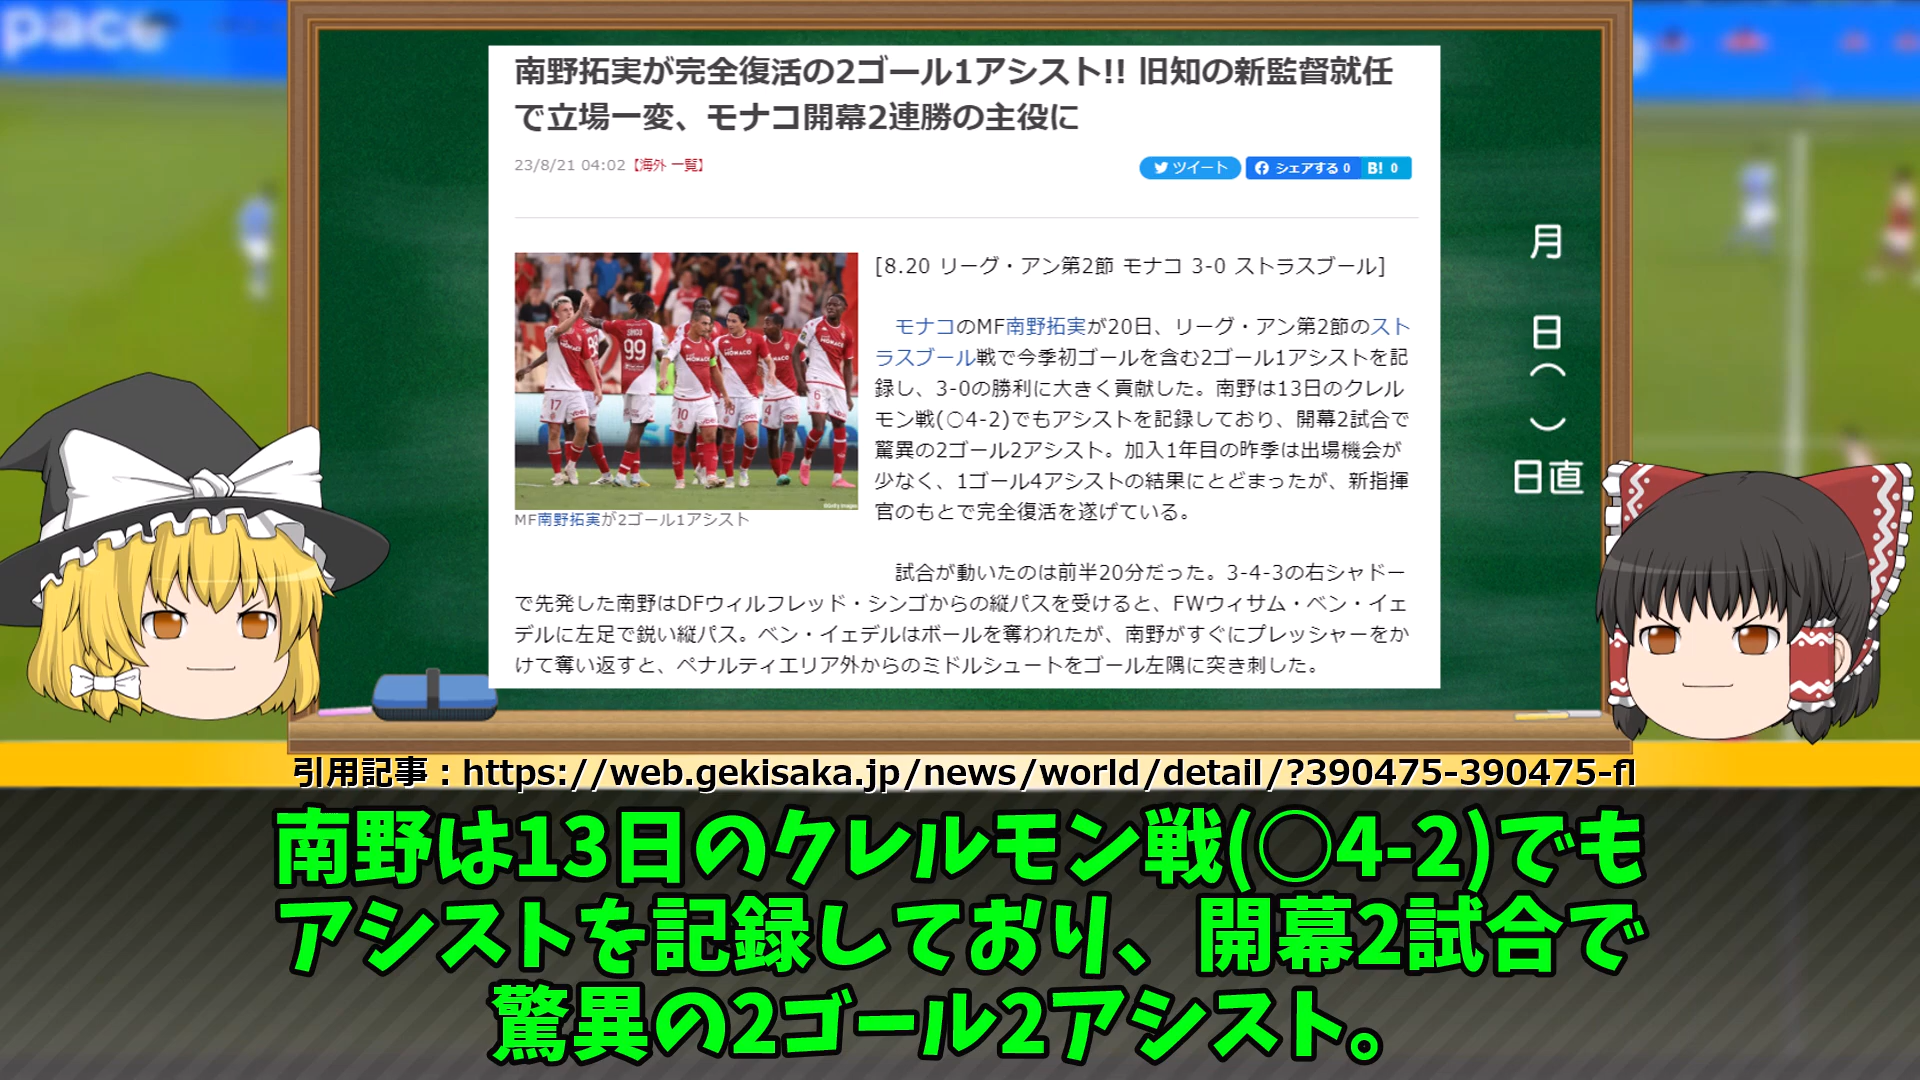 pace
南野拓実が完全復活の2ゴール1アシスト!! 旧知の新監督就任
で立場一変、モナコ開幕2連勝の主役に
23/8/21 04:02【海外 一覧】
ツイート
シェアする 0
B! 0
[8.20 リーグ・アン第2節 モナコ 3-0 ストラスブール]
モナコのMF南野拓実が20日、リーグ・アン第2節のスト
ラスブール戦で今季初ゴールを含む2ゴール1アシストを記
録し、3-0の勝利に大きく貢献した。南野は13日のクレル
モン戦(○4-2)でもアシストを記録しており、開幕2試合で
驚異の2ゴール2アシスト。加入1年目の昨季は出場機会が
少なく、1ゴール4アシストの結果にとどまったが、新指揮
官のもとで完全復活を遂げている。
MF南野拓実が2ゴール1アシスト
試合が動いたのは前半20分だった。3-4-3の右シャドー
で先発した南野はDFウィルフレッド・シンゴからの縦パスを受けると、FWウィサム・ベン・イェ
デルに左足で鋭い縦パス。ベン・イェデルはボールを奪われたが、南野がすぐにプレッシャーをか
けて奪い返すと、ペナルティエリア外からのミドルシュートをゴール左隅に突き刺した。
月
日
（ ）
日直
引用記事：https://web.gekisaka.jp/news/world/detail/?390475-390475-fl
南野は13日のクレルモン戦(○4-2)でも
アシストを記録しており、開幕2試合で
驚異の2ゴール2アシスト。